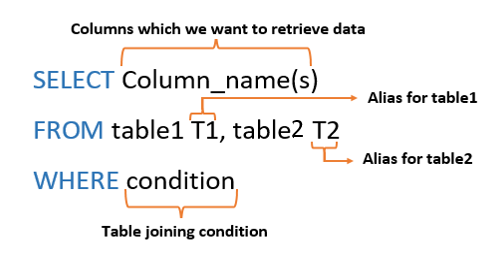 Columns which we want to retrieve data
SELECT Column_name(s)
Alias for table1
FROM table1 T1, table2 T2
Alias for table2
WHERE condition
Table joining condition